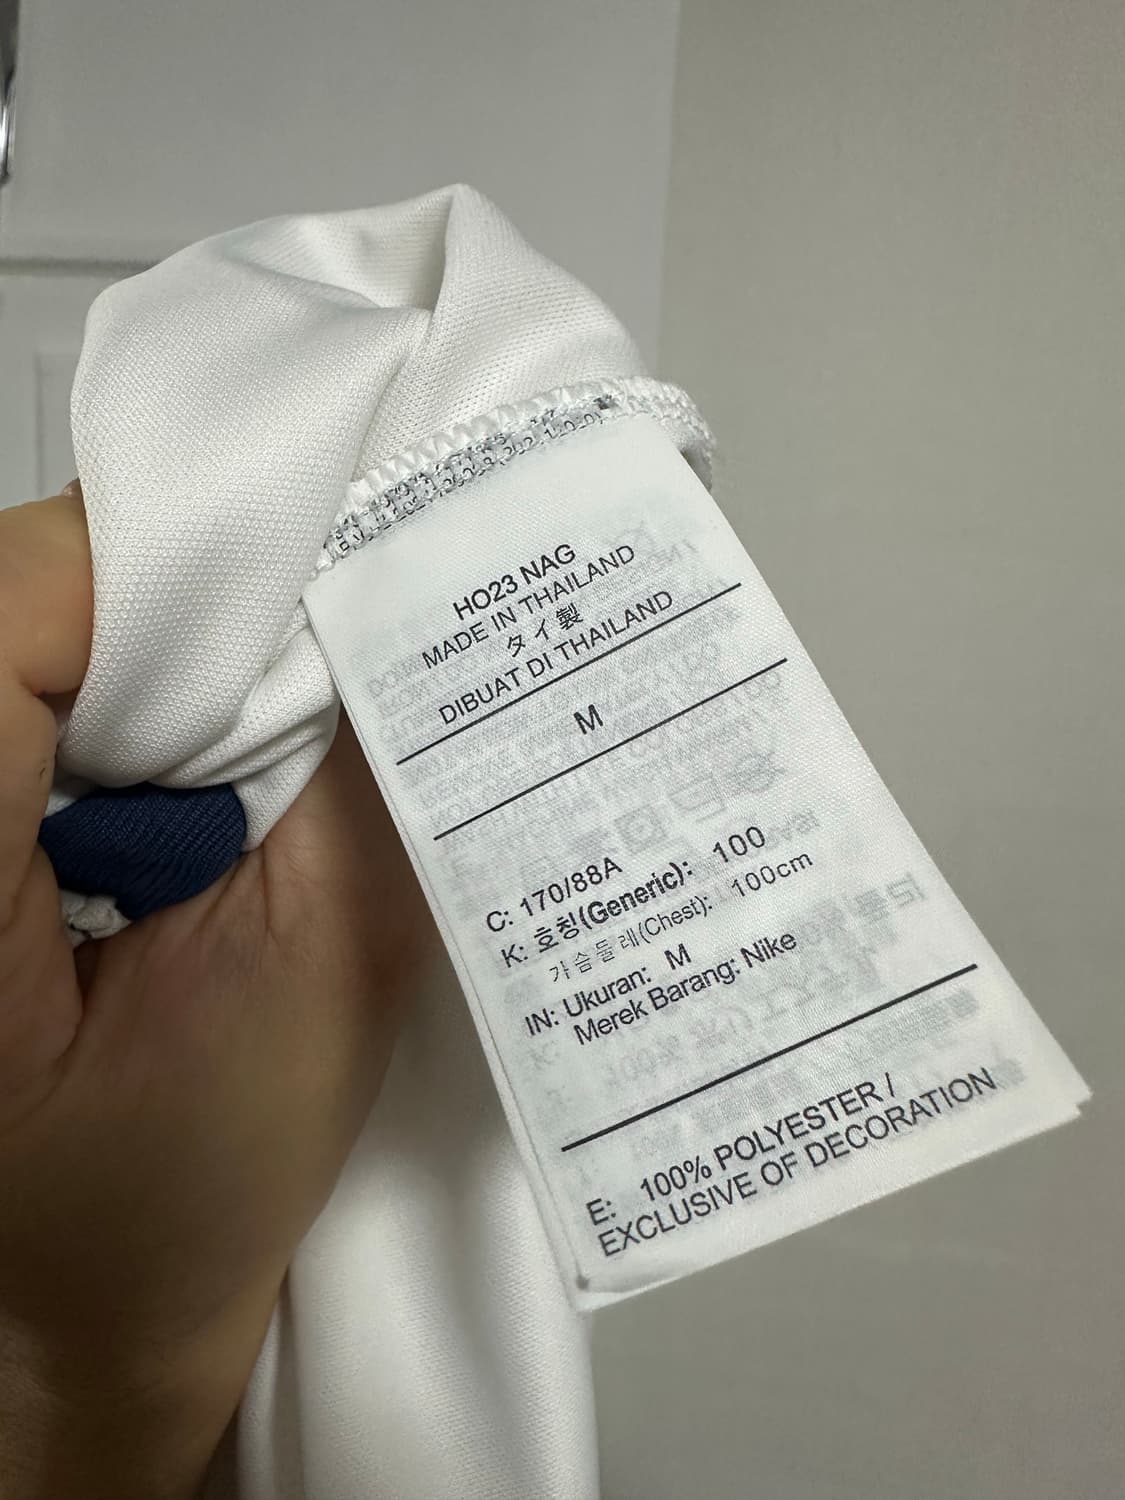 HO23 NAG
MADE IN THAILAND
タイ製
DIBUAT DI THAILAND
M
C: 170/88A
K: 호칭(Generic): 100
가슴둘레(Chest): 100cm
IN: Ukuran: M
Merek Barang: Nike
E: 100% POLYESTER /
EXCLUSIVE OF DECORATION